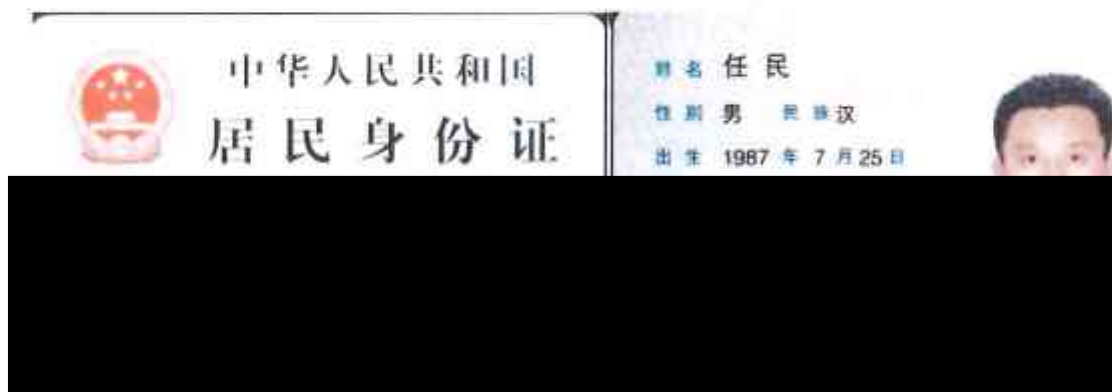 中华人民共和国
居民身份证
姓名 任民
性别 男 民族 汉
出生 1987 年 7 月 25 日